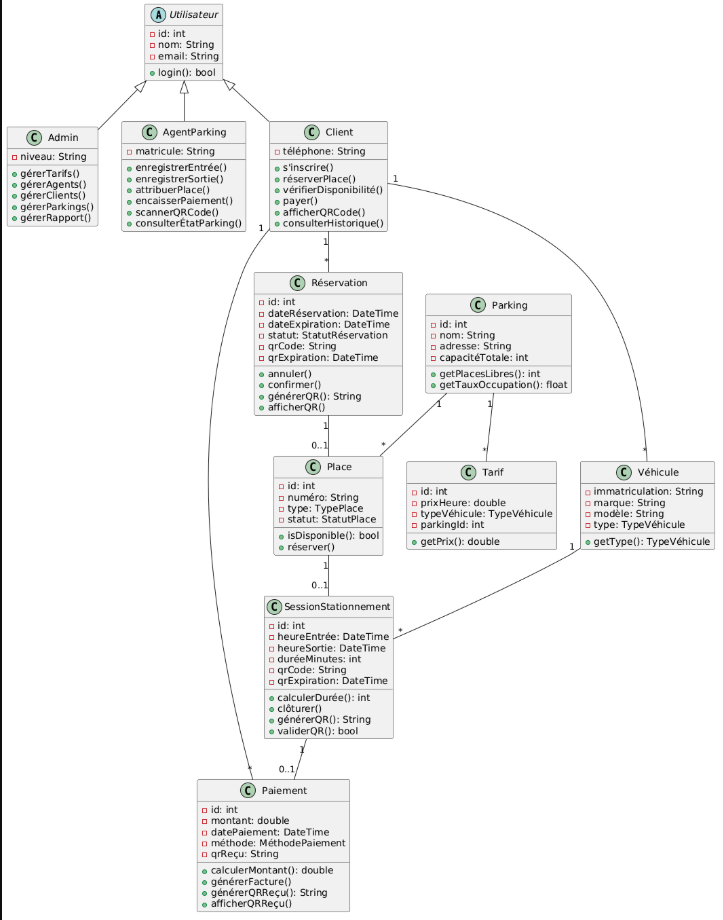 A Utilisateur
id: int
nom: String
email: String
login(): bool
C Admin
niveau: String
gérerTarifs()
gérerAgents()
gérerClients()
gérerParkings()
gérerRapport()
C AgentParking
matricule: String
enregistrerEntrée()
enregistrerSortie()
attribuerPlace()
encaisserPaiement()
scannerQRCode()
consulterÉtatParking()
C Client
téléphone: String
s'inscrire()
réserverPlace()
vérifierDisponibilité()
payer()
afficherQRCode()
consulterHistorique()
1
1
1
*
C Réservation
id: int
dateRéservation: DateTime
dateExpiration: DateTime
statut: StatutRéservation
qrCode: String
qrExpiration: DateTime
annuler()
confirmer()
générerQR(): String
afficherQR()
C Parking
id: int
nom: String
adresse: String
capacitéTotale: int
getPlacesLibres(): int
getTauxOccupation(): float
1
1
1
0..1
*
*
*
C Place
id: int
numéro: String
type: TypePlace
statut: StatutPlace
isDisponible(): bool
réserver()
C Tarif
id: int
prixHeure: double
typeVéhicule: TypeVéhicule
parkingId: int
getPrix(): double
C Véhicule
immatriculation: String
marque: String
modèle: String
type: TypeVéhicule
getType(): TypeVéhicule
1
1
0..1
*
C SessionStationnement
id: int
heureEntrée: DateTime
heureSortie: DateTime
duréeMinutes: int
qrCode: String
qrExpiration: DateTime
calculerDurée(): int
clôturer()
générerQR(): String
validerQR(): bool
1
*
0..1
C Paiement
id: int
montant: double
datePaiement: DateTime
méthode: MéthodePaiement
qrReçu: String
calculerMontant(): double
générerFacture()
générerQRReçu(): String
afficherQRReçu()